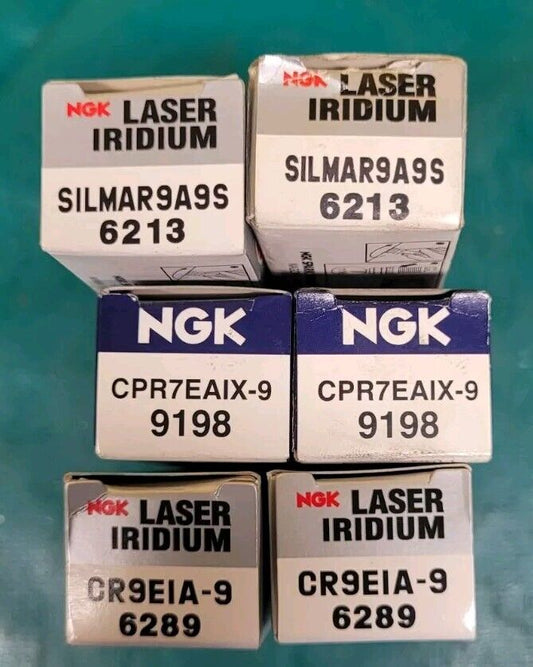 NGK LASER
IRIDIUM
SILMAR9A9S
6213
NGK LASER
IRIDIUM
SILMAR9A9S
6213
NGK
CPR7EAIX-9
9198
NGK
CPR7EAIX-9
9198
NGK LASER
IRIDIUM
CR9EIA-9
6289
NGK LASER
IRIDIUM
CR9EIA-9
6289